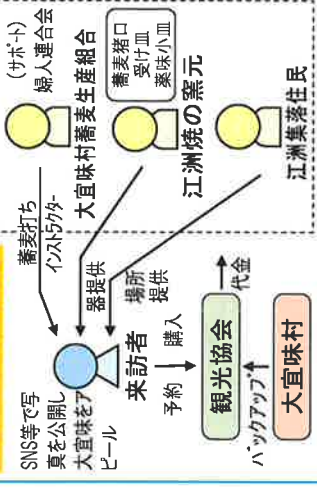 (サポート)
婦人連合会
大宜味村蕎麦生産組合
蕎麦猪口
受け皿
薬味小皿
江洲焼の窯元
江洲集落住民
蕎麦打ち
インストラクター
器提供
場所
提供
SNS等で写
真を公開し
大宜味をア
ピール
来訪者
予約
購入
観光協会
代金
バックアップ
大宜味村